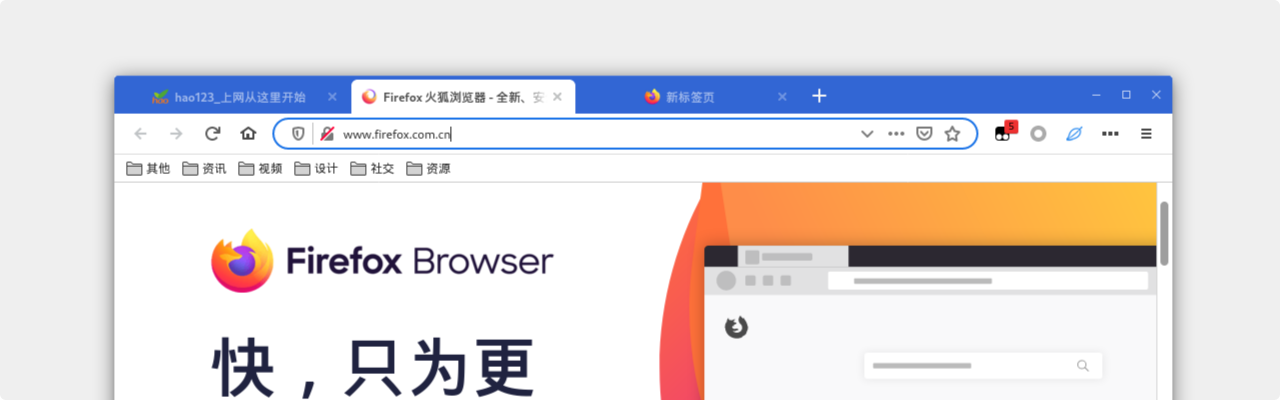 hao123_上网从这里开始
Firefox 火狐浏览器 - 全新、安
新标签页
www.firefox.com.cn
5
其他 资讯 视频 设计 社交 资源
Firefox Browser
快，只为更